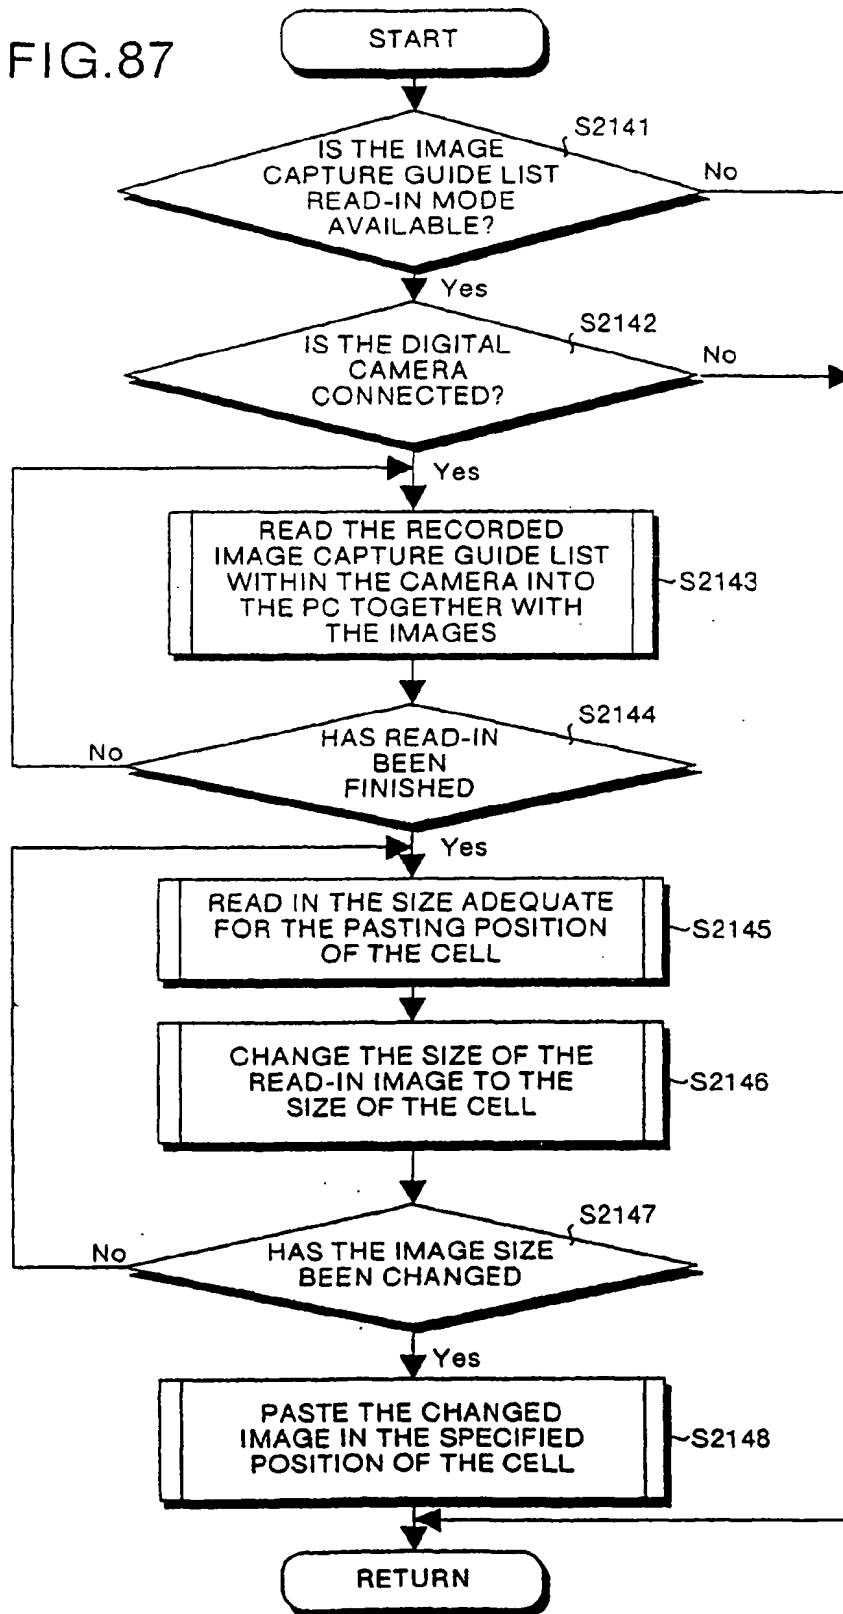 FIG.87
START
S2141
IS THE IMAGE
CAPTURE GUIDE LIST
READ-IN MODE
AVAILABLE?
No
Yes
S2142
IS THE DIGITAL
CAMERA
CONNECTED?
No
Yes
READ THE RECORDED
IMAGE CAPTURE GUIDE LIST
WITHIN THE CAMERA INTO
THE PC TOGETHER WITH
THE IMAGES
S2143
S2144
HAS READ-IN
BEEN
FINISHED
No
Yes
READ IN THE SIZE ADEQUATE
FOR THE PASTING POSITION
OF THE CELL
S2145
CHANGE THE SIZE OF THE
READ-IN IMAGE TO THE
SIZE OF THE CELL
S2146
S2147
HAS THE IMAGE SIZE
BEEN CHANGED
No
Yes
PASTE THE CHANGED
IMAGE IN THE SPECIFIED
POSITION OF THE CELL
S2148
RETURN